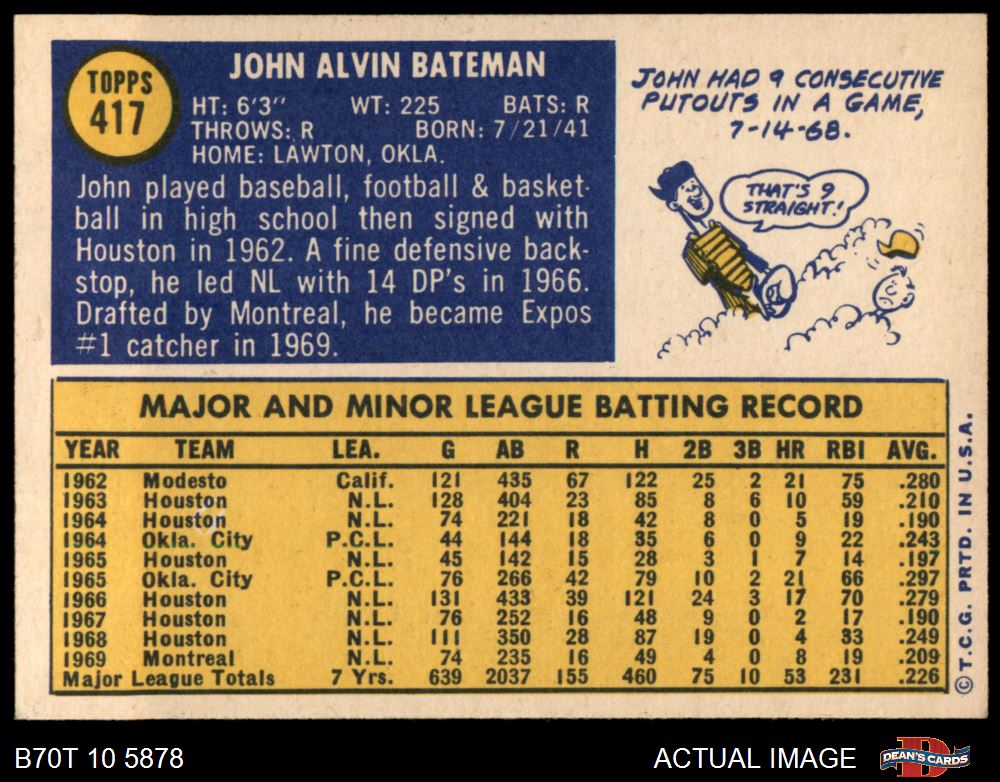 TOPPS
417
JOHN ALVIN BATEMAN
HT: 6'3" WT: 225 BATS: R
THROWS: R BORN: 7/21/41
HOME: LAWTON, OKLA.
John played baseball, football & basket-
ball in high school then signed with
Houston in 1962. A fine defensive back-
stop, he led NL with 14 DP's in 1966.
Drafted by Montreal, he became Expos
#1 catcher in 1969.
JOHN HAD 9 CONSECUTIVE
PUTOUTS IN A GAME,
7-14-68.
THAT'S 9
STRAIGHT!
MAJOR AND MINOR LEAGUE BATTING RECORD
YEAR TEAM LEA. G AB R H 2B 3B HR RBI AVG.
1962 Modesto Calif. 121 435 67 122 25 2 21 75 .280
1963 Houston N.L. 128 404 23 85 8 6 10 59 .210
1964 Houston N.L. 74 221 18 42 8 0 5 19 .190
1964 Okla. City P.C.L. 44 144 18 35 6 0 9 22 .243
1965 Houston N.L. 45 142 15 28 3 1 7 14 .197
1965 Okla. City P.C.L. 76 266 42 79 10 2 21 66 .297
1966 Houston N.L. 131 433 39 121 24 3 17 70 .279
1967 Houston N.L. 76 252 16 48 9 0 2 17 .190
1968 Houston N.L. 111 350 28 87 19 0 4 33 .249
1969 Montreal N.L. 74 235 16 49 4 0 8 19 .209
Major League Totals 7 Yrs. 639 2037 155 460 75 10 53 231 .226
©T.C.G. PRTD. IN U.S.A.
B70T 10 5878
ACTUAL IMAGE
D
DEAN'S CARDS